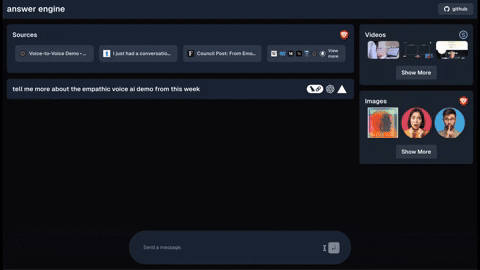 answer engine
github
Sources
Voice-to-Voice Demo •...
I just had a conversatio...
Council Post: From Emo...
View more
tell me more about the empathic voice ai demo from this week
Videos
Show More
Images
Show More
Send a message.